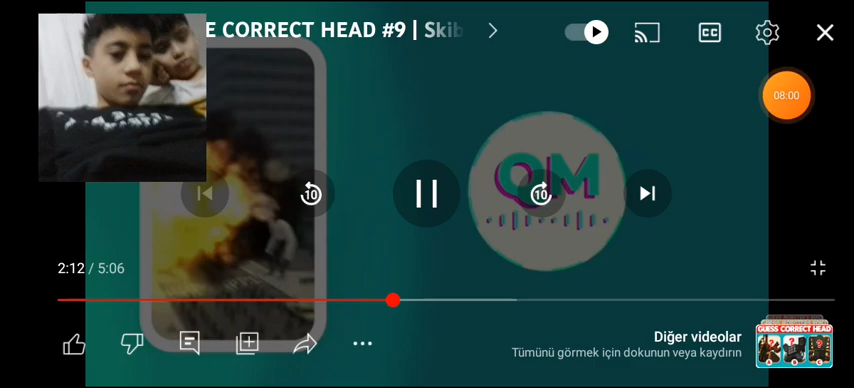 E CORRECT HEAD #9 | Skib
CC
08:00
QM
10
10
2:12 / 5:06
Diğer videolar
Tümünü görmek için dokunun veya kaydırın
GUESS CORRECT HEAD
A B